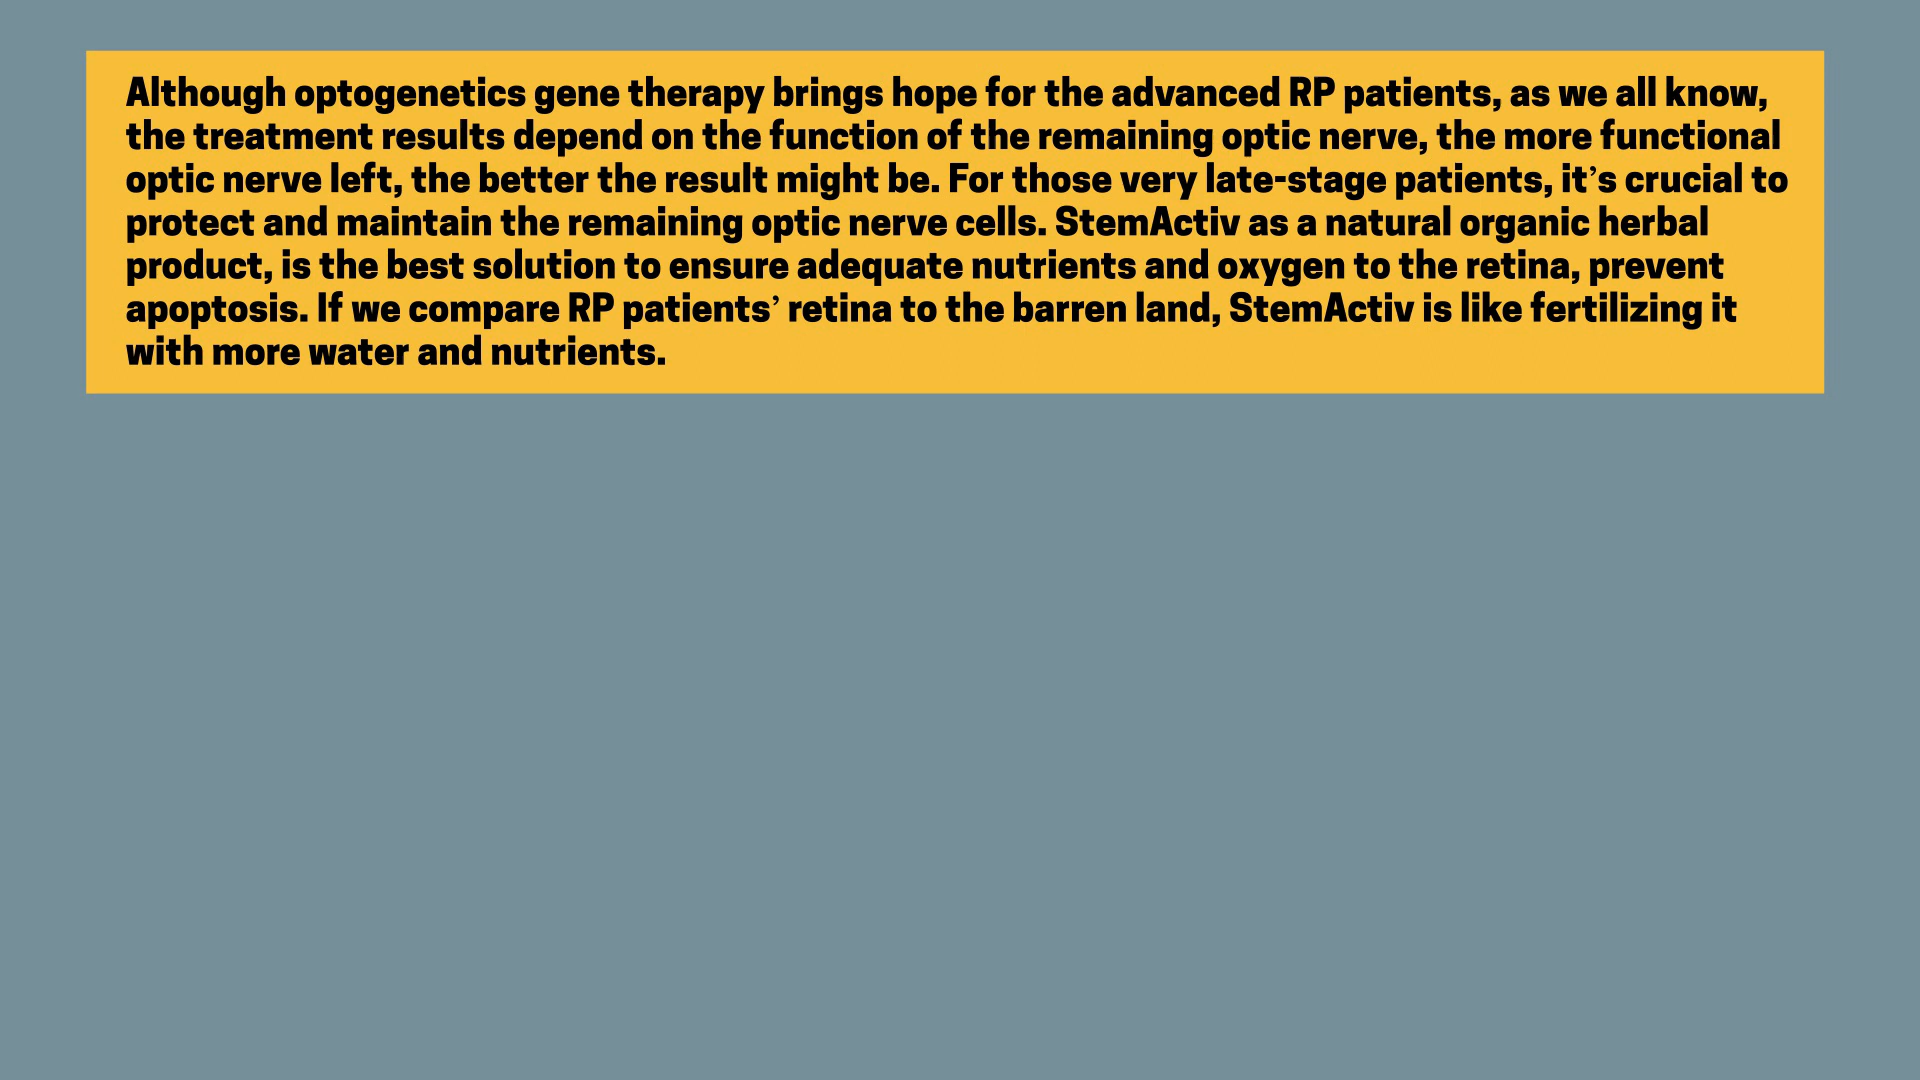 Although optogenetics gene therapy brings hope for the advanced RP patients, as we all know,
the treatment results depend on the function of the remaining optic nerve, the more functional
optic nerve left, the better the result might be. For those very late-stage patients, it’s crucial to
protect and maintain the remaining optic nerve cells. StemActiv as a natural organic herbal
product, is the best solution to ensure adequate nutrients and oxygen to the retina, prevent
apoptosis. If we compare RP patients’ retina to the barren land, StemActiv is like fertilizing it
with more water and nutrients.